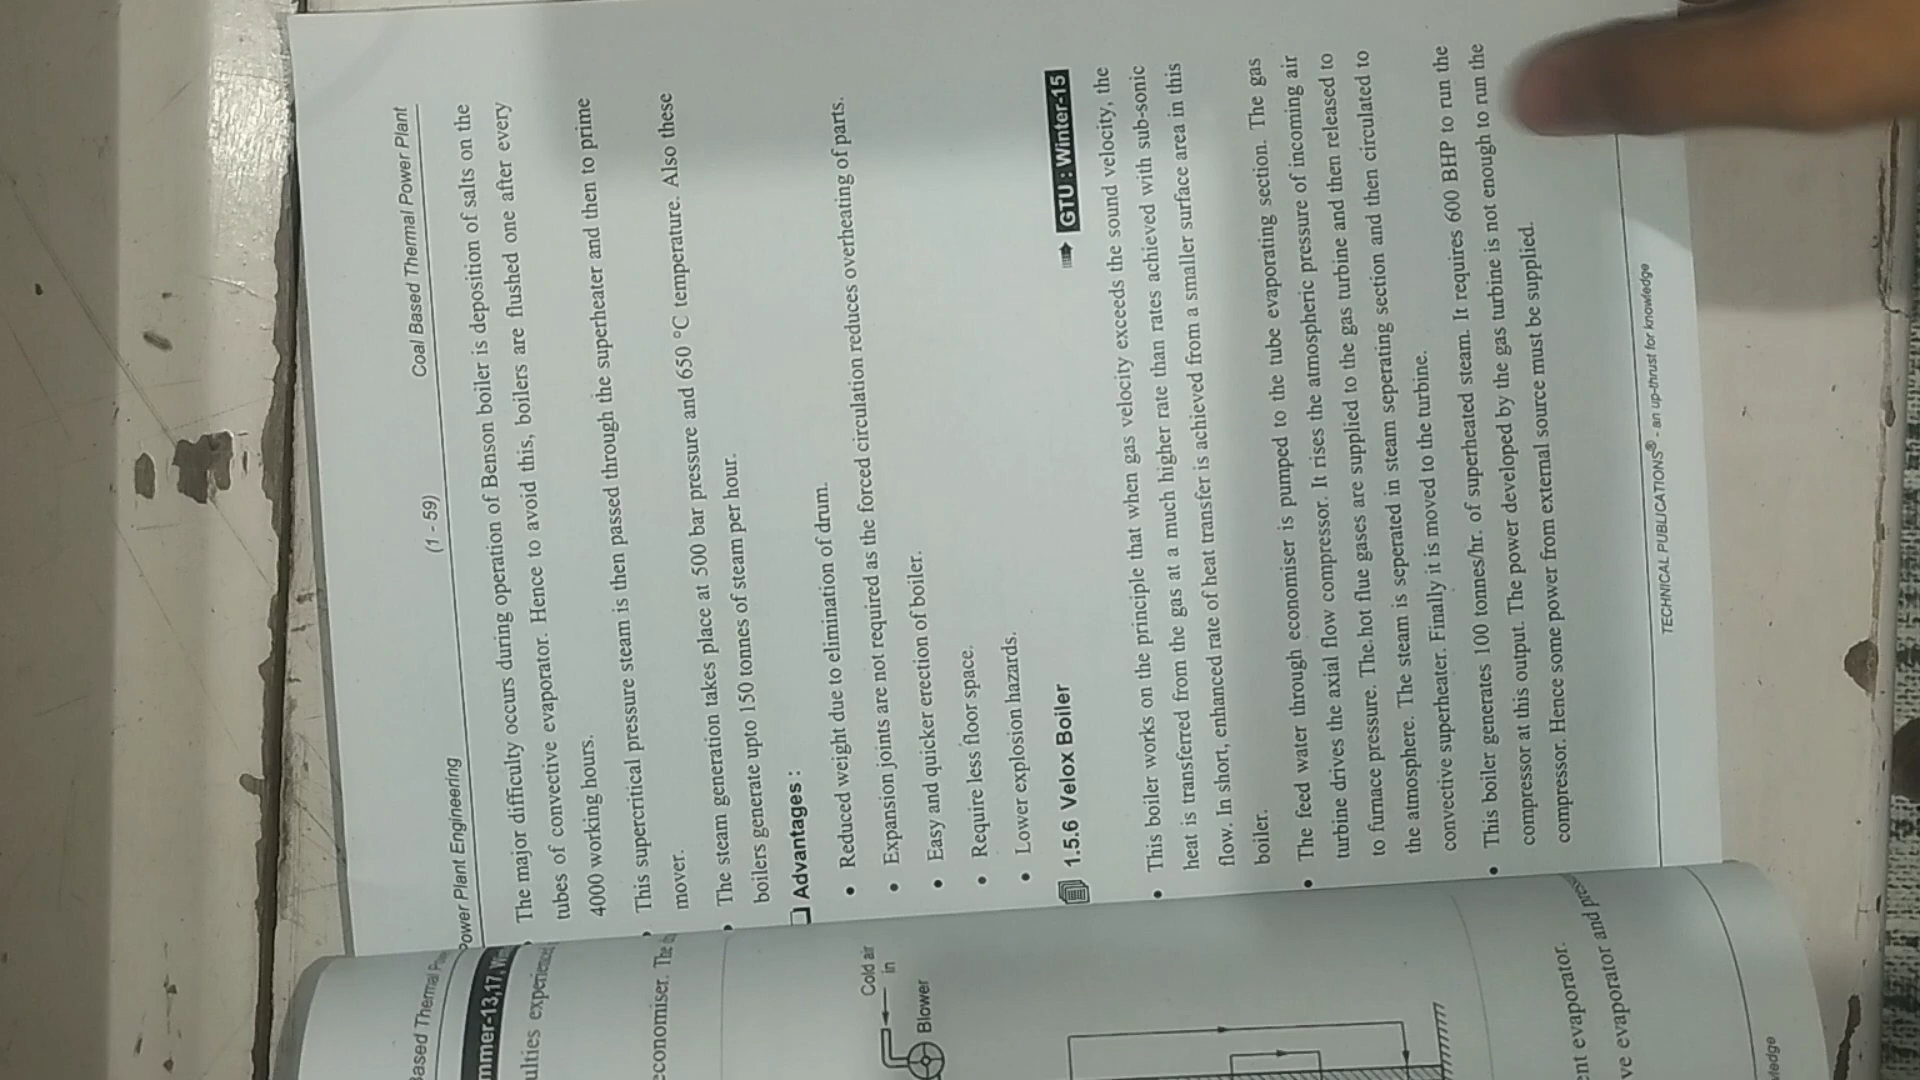 Power Plant Engineering (1 - 59) Coal Based Thermal Power Plant
The major difficulty occurs during operation of Benson boiler is deposition of salts on the
tubes of convective evaporator. Hence to avoid this, boilers are flushed one after every
4000 working hours.
This supercritical pressure steam is then passed through the superheater and then to prime
mover.
The steam generation takes place at 500 bar pressure and 650 °C temperature. Also these
boilers generate upto 150 tonnes of steam per hour.
❑ Advantages :
• Reduced weight due to elimination of drum.
• Expansion joints are not required as the forced circulation reduces overheating of parts.
• Easy and quicker erection of boiler.
• Require less floor space.
• Lower explosion hazards.
1.5.6 Velox Boiler ➠ GTU : Winter-15
• This boiler works on the principle that when gas velocity exceeds the sound velocity, the
heat is transferred from the gas at a much higher rate than rates achieved with sub-sonic
flow. In short, enhanced rate of heat transfer is achieved from a smaller surface area in this
boiler.
• The feed water through economiser is pumped to the tube evaporating section. The gas
turbine drives the axial flow compressor. It rises the atmospheric pressure of incoming air
to furnace pressure. The hot flue gases are supplied to the gas turbine and then released to
the atmosphere. The steam is seperated in steam seperating section and then circulated to
convective superheater. Finally it is moved to the turbine.
• This boiler generates 100 tonnes/hr. of superheated steam. It requires 600 BHP to run the
compressor at this output. The power developed by the gas turbine is not enough to run the
compressor. Hence some power from external source must be supplied.
TECHNICAL PUBLICATIONS® - an up-thrust for knowledge
Based Thermal
mmer-13,17,
ulties experienced
economiser. The
Cold air
in
Blower
ent evaporator.
ve evaporator and
wledge